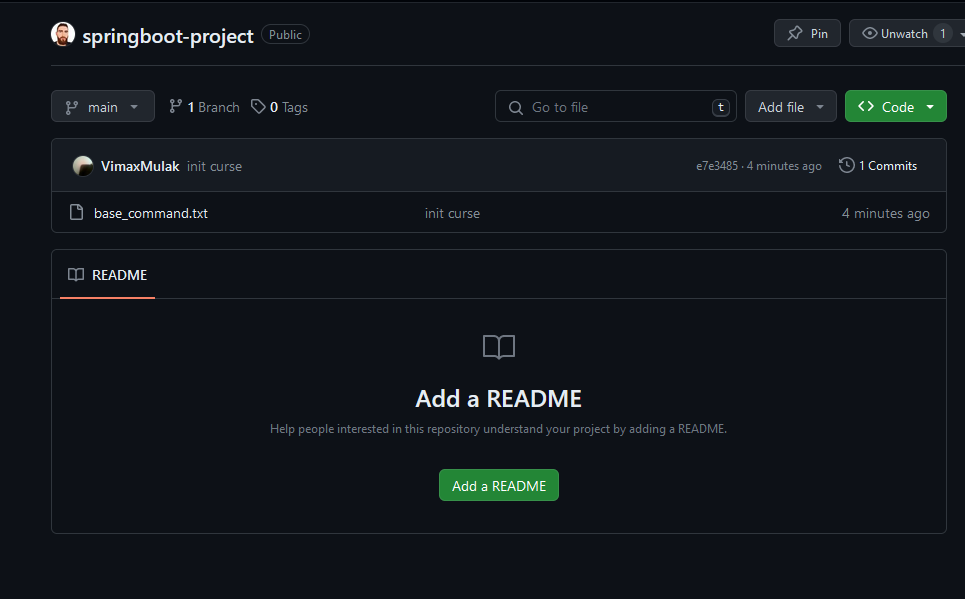 springboot-project Public Pin Unwatch 1
main 1 Branch 0 Tags Go to file t Add file Code
VimaxMulak init curse e7e3485 · 4 minutes ago 1 Commits
base_command.txt init curse 4 minutes ago
README
Add a README
Help people interested in this repository understand your project by adding a README.
Add a README